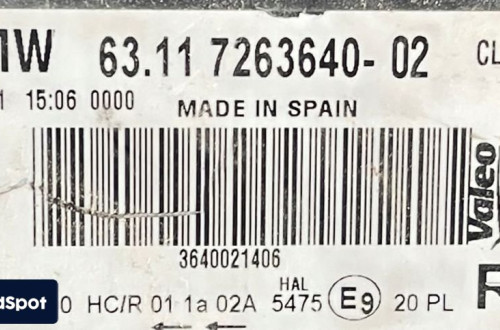 MW 63.11 7263640- 02 CL
1 15:06 0000 MADE IN SPAIN
Valeo
3640021406
dSpot
0 HC/R 01 1a 02A HAL 5475 E9 20 PL
R